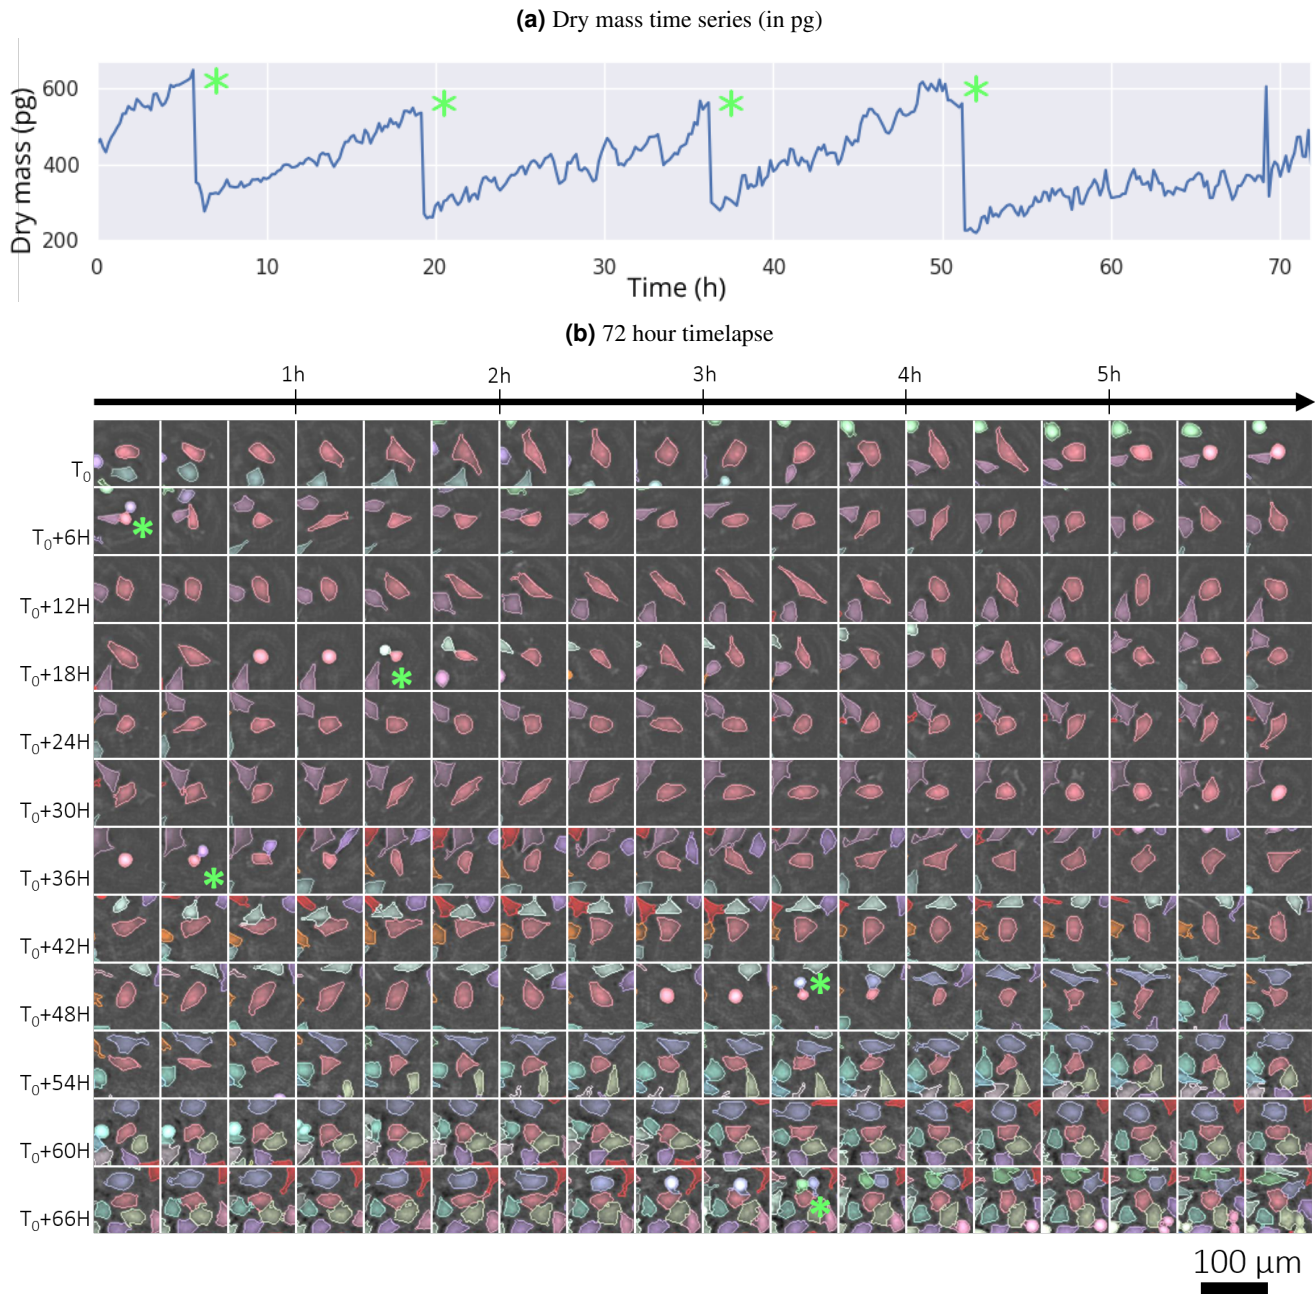 (a) Dry mass time series (in pg)
Dry mass (pg)
600
400
200
0 10 20 30 40 50 60 70
Time (h)
(b) 72 hour timelapse
1h 2h 3h 4h 5h
T0
T0+6H
T0+12H
T0+18H
T0+24H
T0+30H
T0+36H
T0+42H
T0+48H
T0+54H
T0+60H
T0+66H
100 µm